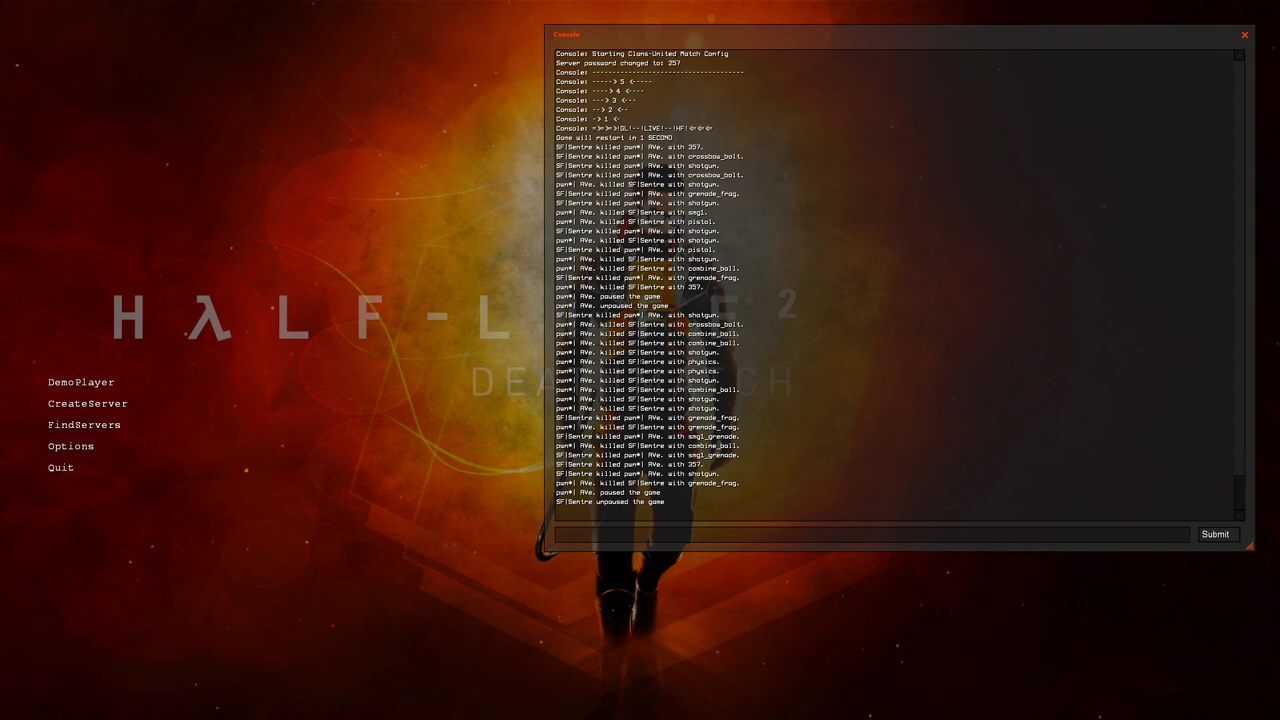 Console
Console: Starting Clans-United Match Config
Server password changed to: 257
Console: --------------------------------------
Console: -----> 5 <-----
Console: ----> 4 <----
Console: ---> 3 <---
Console: --> 2 <--
Console: -> 1 <-
Console: =>=>=>!GL!--!LIVE!--!HF!<=<=<=
Game will restart in 1 SECOND
SF|Sentre killed pwn*| AVe. with 357.
SF|Sentre killed pwn*| AVe. with crossbow_bolt.
SF|Sentre killed pwn*| AVe. with shotgun.
SF|Sentre killed pwn*| AVe. with crossbow_bolt.
pwn*| AVe. killed SF|Sentre with shotgun.
SF|Sentre killed pwn*| AVe. with grenade_frag.
SF|Sentre killed pwn*| AVe. with shotgun.
pwn*| AVe. killed SF|Sentre with smg1.
pwn*| AVe. killed SF|Sentre with pistol.
SF|Sentre killed pwn*| AVe. with shotgun.
pwn*| AVe. killed SF|Sentre with shotgun.
SF|Sentre killed pwn*| AVe. with pistol.
pwn*| AVe. killed SF|Sentre with shotgun.
pwn*| AVe. killed SF|Sentre with combine_ball.
SF|Sentre killed pwn*| AVe. with grenade_frag.
pwn*| AVe. killed SF|Sentre with 357.
pwn*| AVe. paused the game
pwn*| AVe. unpaused the game
SF|Sentre killed pwn*| AVe. with shotgun.
pwn*| AVe. killed SF|Sentre with crossbow_bolt.
pwn*| AVe. killed SF|Sentre with combine_ball.
pwn*| AVe. killed SF|Sentre with combine_ball.
pwn*| AVe. killed SF|Sentre with shotgun.
pwn*| AVe. killed SF|Sentre with physics.
pwn*| AVe. killed SF|Sentre with physics.
pwn*| AVe. killed SF|Sentre with shotgun.
pwn*| AVe. killed SF|Sentre with combine_ball.
pwn*| AVe. killed SF|Sentre with shotgun.
pwn*| AVe. killed SF|Sentre with shotgun.
SF|Sentre killed pwn*| AVe. with grenade_frag.
pwn*| AVe. killed SF|Sentre with grenade_frag.
SF|Sentre killed pwn*| AVe. with smg1_grenade.
pwn*| AVe. killed SF|Sentre with combine_ball.
SF|Sentre killed pwn*| AVe. with smg1_grenade.
SF|Sentre killed pwn*| AVe. with 357.
pwn*| AVe. killed SF|Sentre with shotgun.
pwn*| AVe. killed SF|Sentre with grenade_frag.
pwn*| AVe. paused the game
SF|Sentre unpaused the game
Submit
HλLF-L E 2
DEA TCH
DemoPlayer
CreateServer
FindServers
Options
Quit